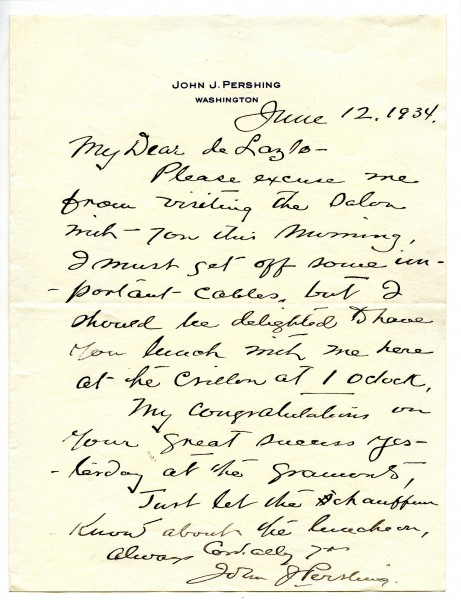 JOHN J. PERSHING
WASHINGTON
June 12, 1934.
My Dear de Lazlo-
Please excuse me
from visiting the Salon
with you this morning,
I must get off some im-
-portant cables, but I
should be delighted to have
you lunch with me here
at the Crillon at 1 oclock,
My congratulations on
your great success yes-
-terday at the Gramonts,
Just let the chauffeur
know about the luncheon,
Always Cordially yrs
John J Pershing.